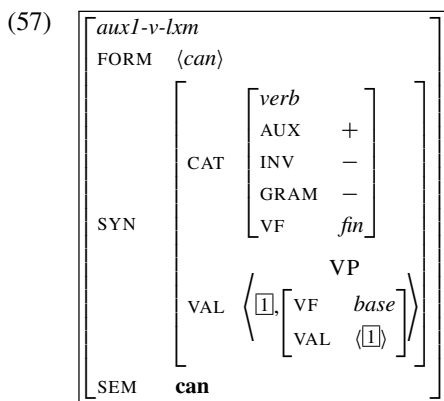 (57)
aux1-v-lxm
FORM ⟨can⟩
verb
AUX +
CAT INV −
GRAM −
VF fin
SYN
VP
VAL ⟨[1], [VF base
VAL ⟨[1]⟩]⟩
SEM can